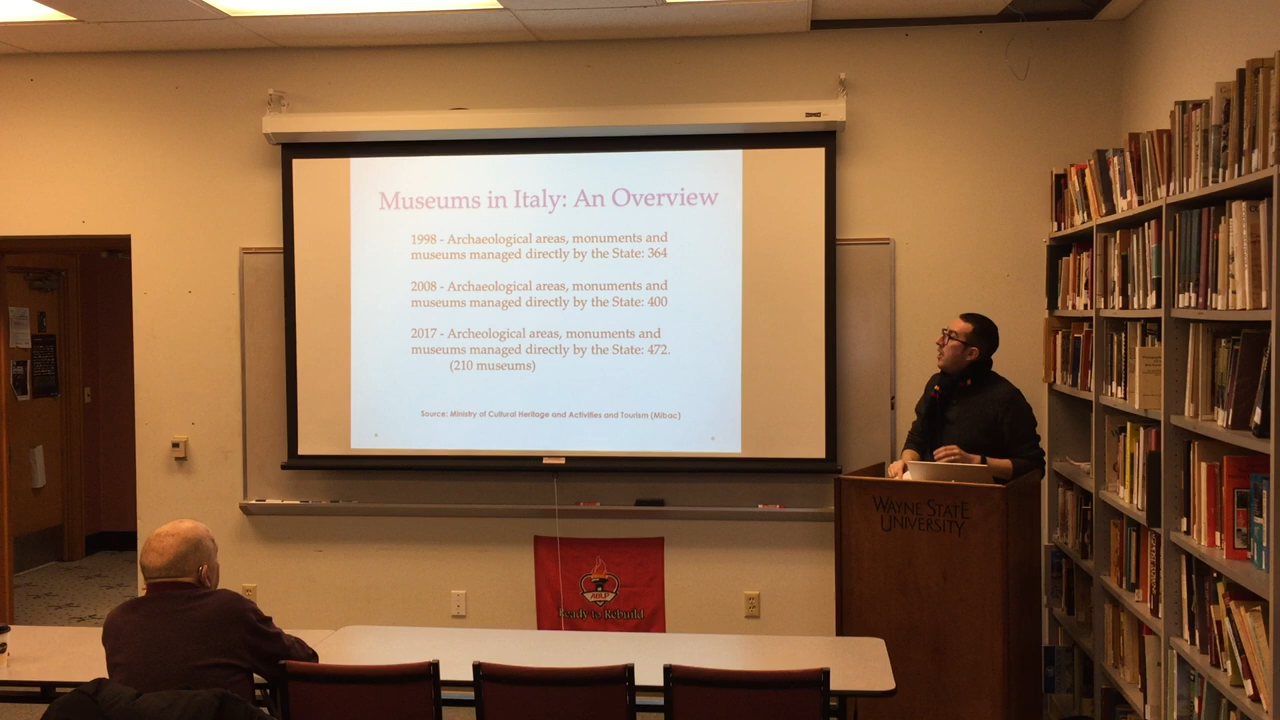 Museums in Italy: An Overview
1998 - Archaeological areas, monuments and
museums managed directly by the State: 364
2008 - Archaeological areas, monuments and
museums managed directly by the State: 400
2017 - Archeological areas, monuments and
museums managed directly by the State: 472.
(210 museums)
Source: Ministry of Cultural Heritage and Activities and Tourism (Mibac)
WAYNE STATE
UNIVERSITY
Ready to Rebuild